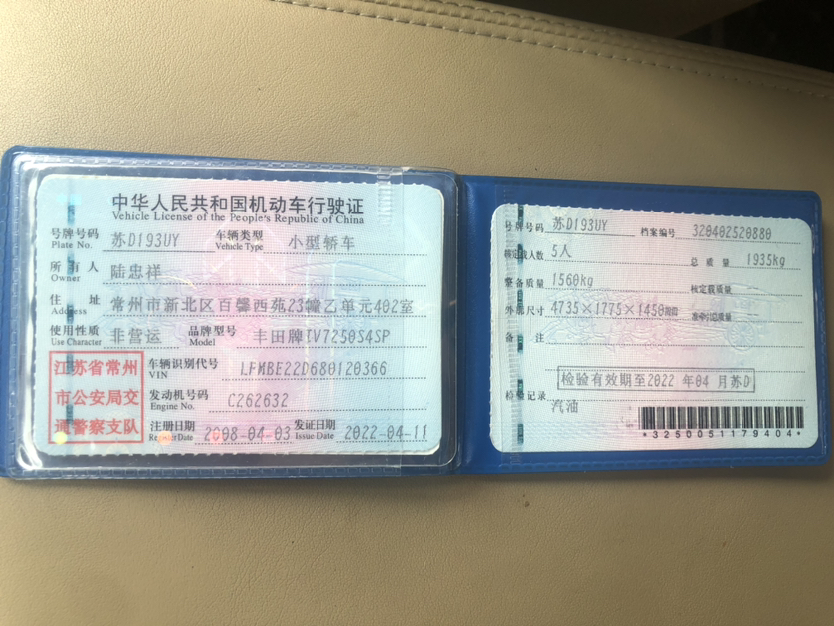 中华人民共和国机动车行驶证
Vehicle License of the People's Republic of China
号牌号码 苏D193UY 车辆类型 小型轿车
Plate No. Vehicle Type
所有人 陆忠祥
Owner
住址 常州市新北区百馨西苑23幢乙单元402室
Address
使用性质 非营运 品牌型号 丰田牌TV7250S4SP
Use Character Model
江苏省常州
市公安局交
通警察支队
车辆识别代号 LFMBE22D680120366
VIN
发动机号码 C262632
Engine No.
注册日期 2008-04-03 发证日期 2022-04-11
Register Date Issue Date
号牌号码 苏D193UY 档案编号 320402520880
核定载人数 5人 总质量 1935kg
整备质量 1560kg 核定载质量
外廓尺寸 4735×1775×1450mm 准牵引总质量
备注
检验有效期至2022 年04 月苏D
检验记录
汽油
*3250051179404*